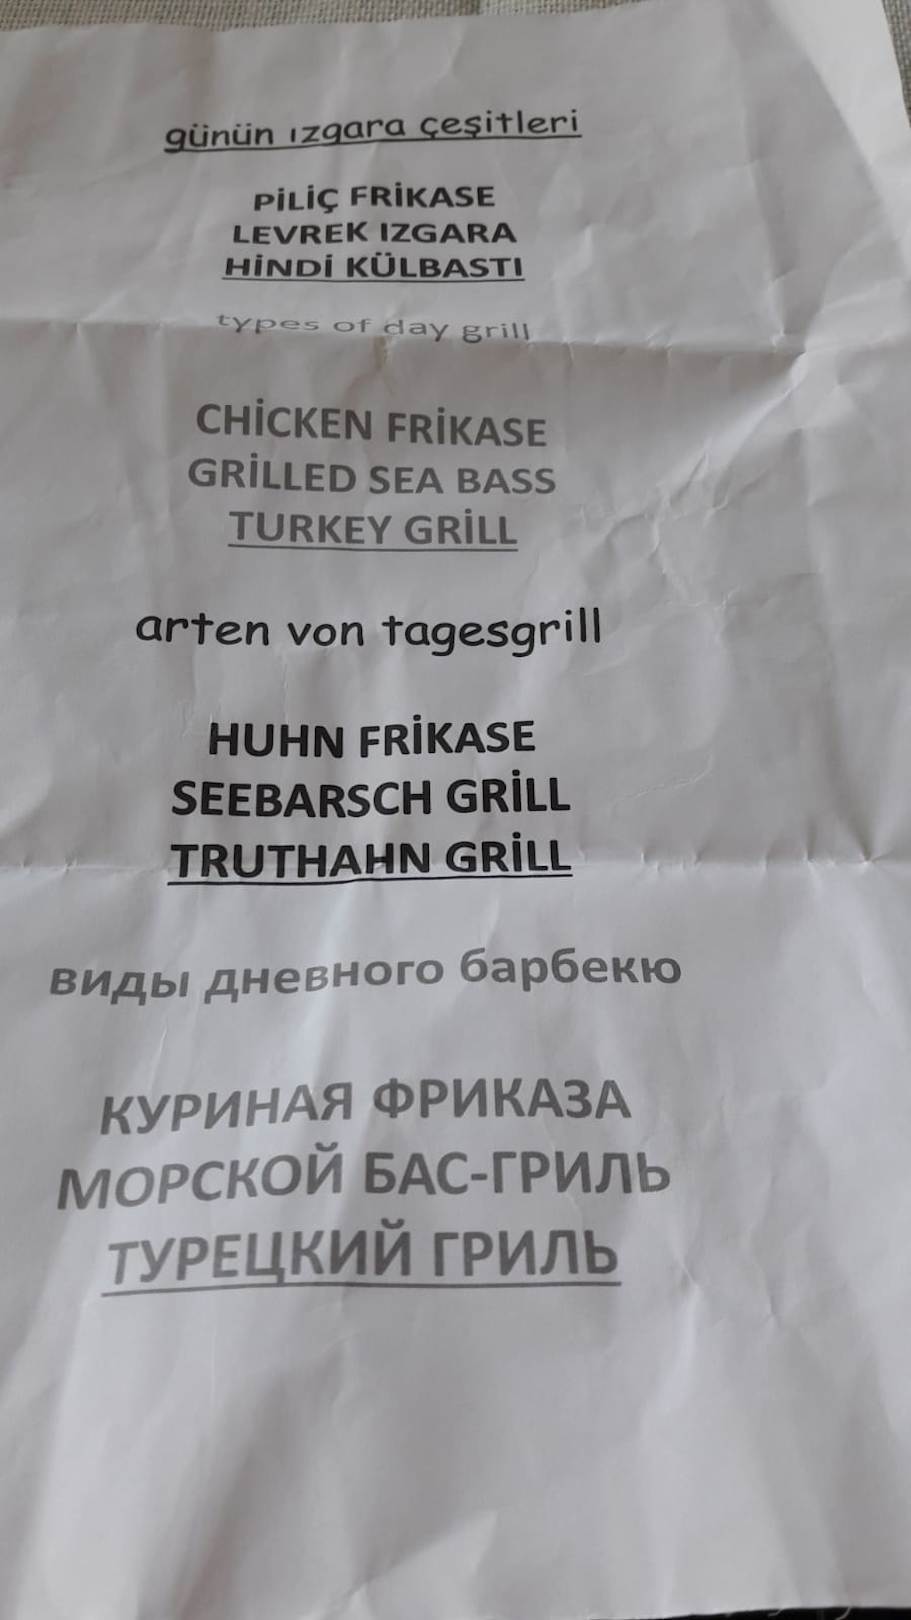 günün ızgara çeşitleri
PİLİÇ FRİKASE
LEVREK IZGARA
HİNDİ KÜLBASTI
types of day grill
CHİCKEN FRİKASE
GRİLLED SEA BASS
TURKEY GRİLL
arten von tagesgrill
HUHN FRİKASE
SEEBARSCH GRİLL
TRUTHAHN GRİLL
виды дневного барбекю
КУРИНАЯ ФРИКАЗА
МОРСКОЙ БАС-ГРИЛЬ
ТУРЕЦКИЙ ГРИЛЬ